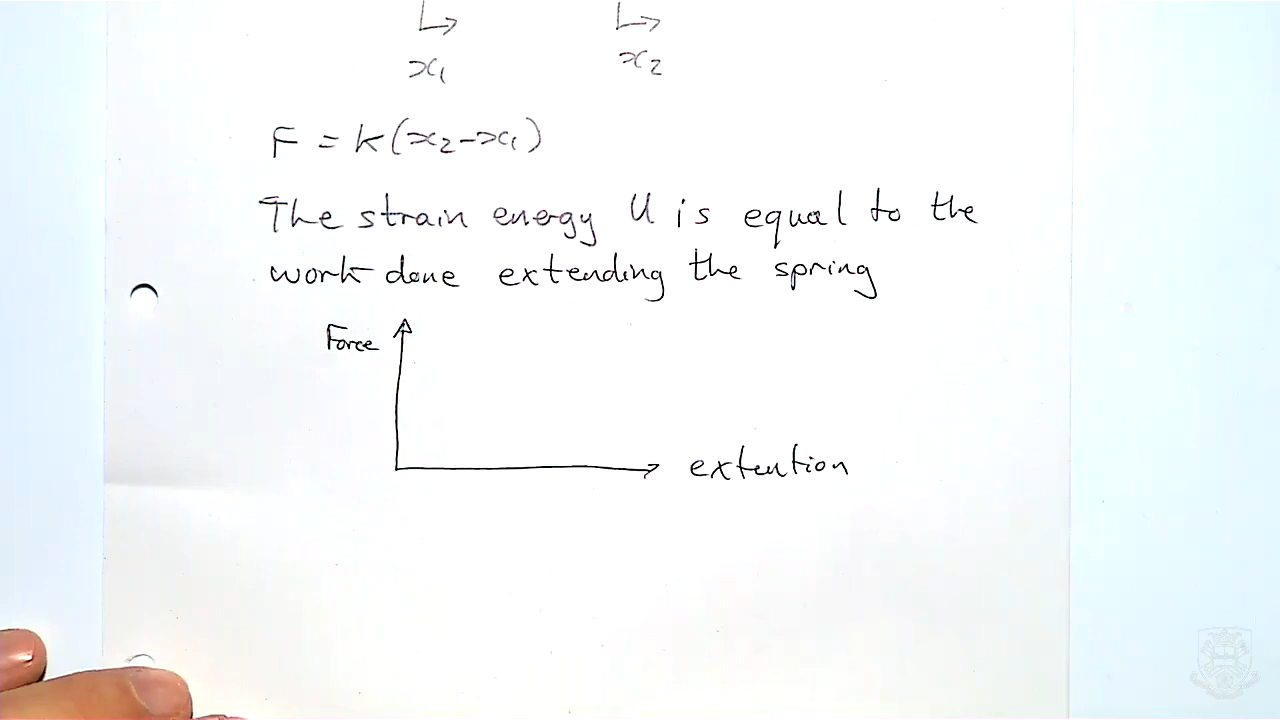 x₁ x₂
F = k(x₂-x₁)
The strain energy U is equal to the
work done extending the spring
Force
extention